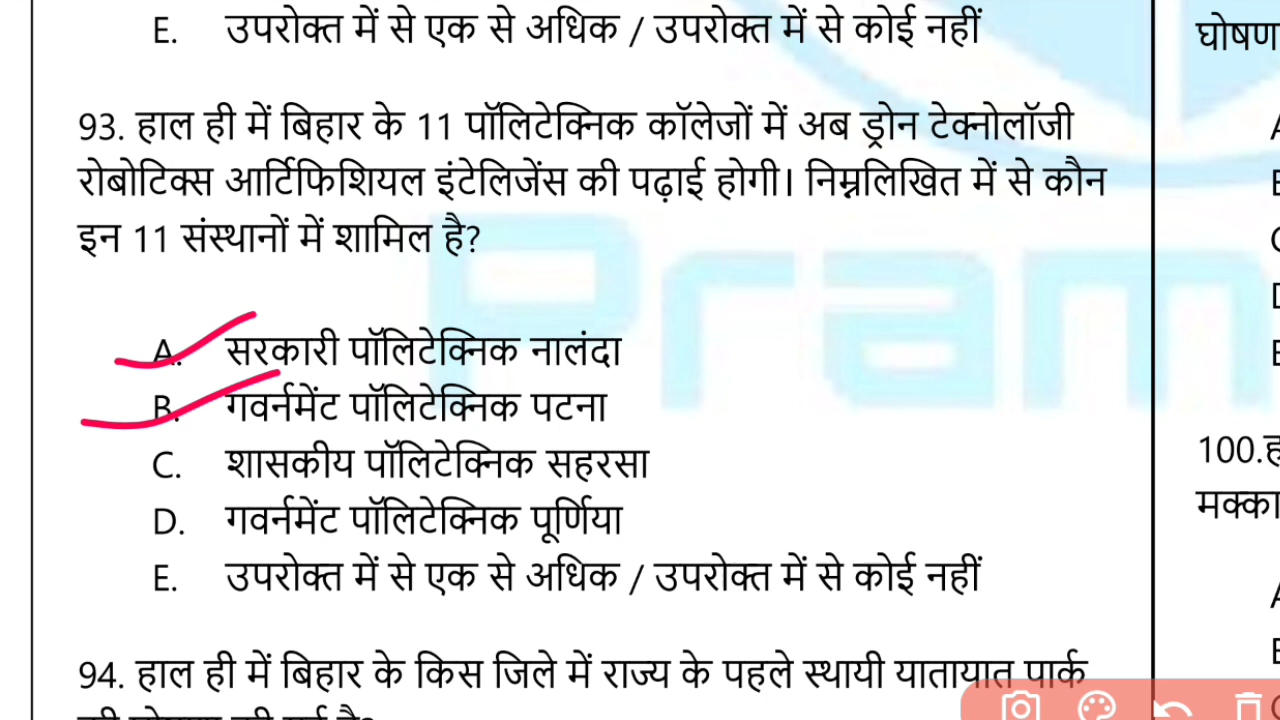 E. उपरोक्त में से एक से अधिक / उपरोक्त में से कोई नहीं
93. हाल ही में बिहार के 11 पॉलिटेक्निक कॉलेजों में अब ड्रोन टेक्नोलॉजी
रोबोटिक्स आर्टिफिशियल इंटेलिजेंस की पढ़ाई होगी। निम्नलिखित में से कौन
इन 11 संस्थानों में शामिल है?
A. सरकारी पॉलिटेक्निक नालंदा
B. गवर्नमेंट पॉलिटेक्निक पटना
C. शासकीय पॉलिटेक्निक सहरसा
D. गवर्नमेंट पॉलिटेक्निक पूर्णिया
E. उपरोक्त में से एक से अधिक / उपरोक्त में से कोई नहीं
94. हाल ही में बिहार के किस जिले में राज्य के पहले स्थायी यातायात पार्क
घोषण
100.
मक्का
Pram